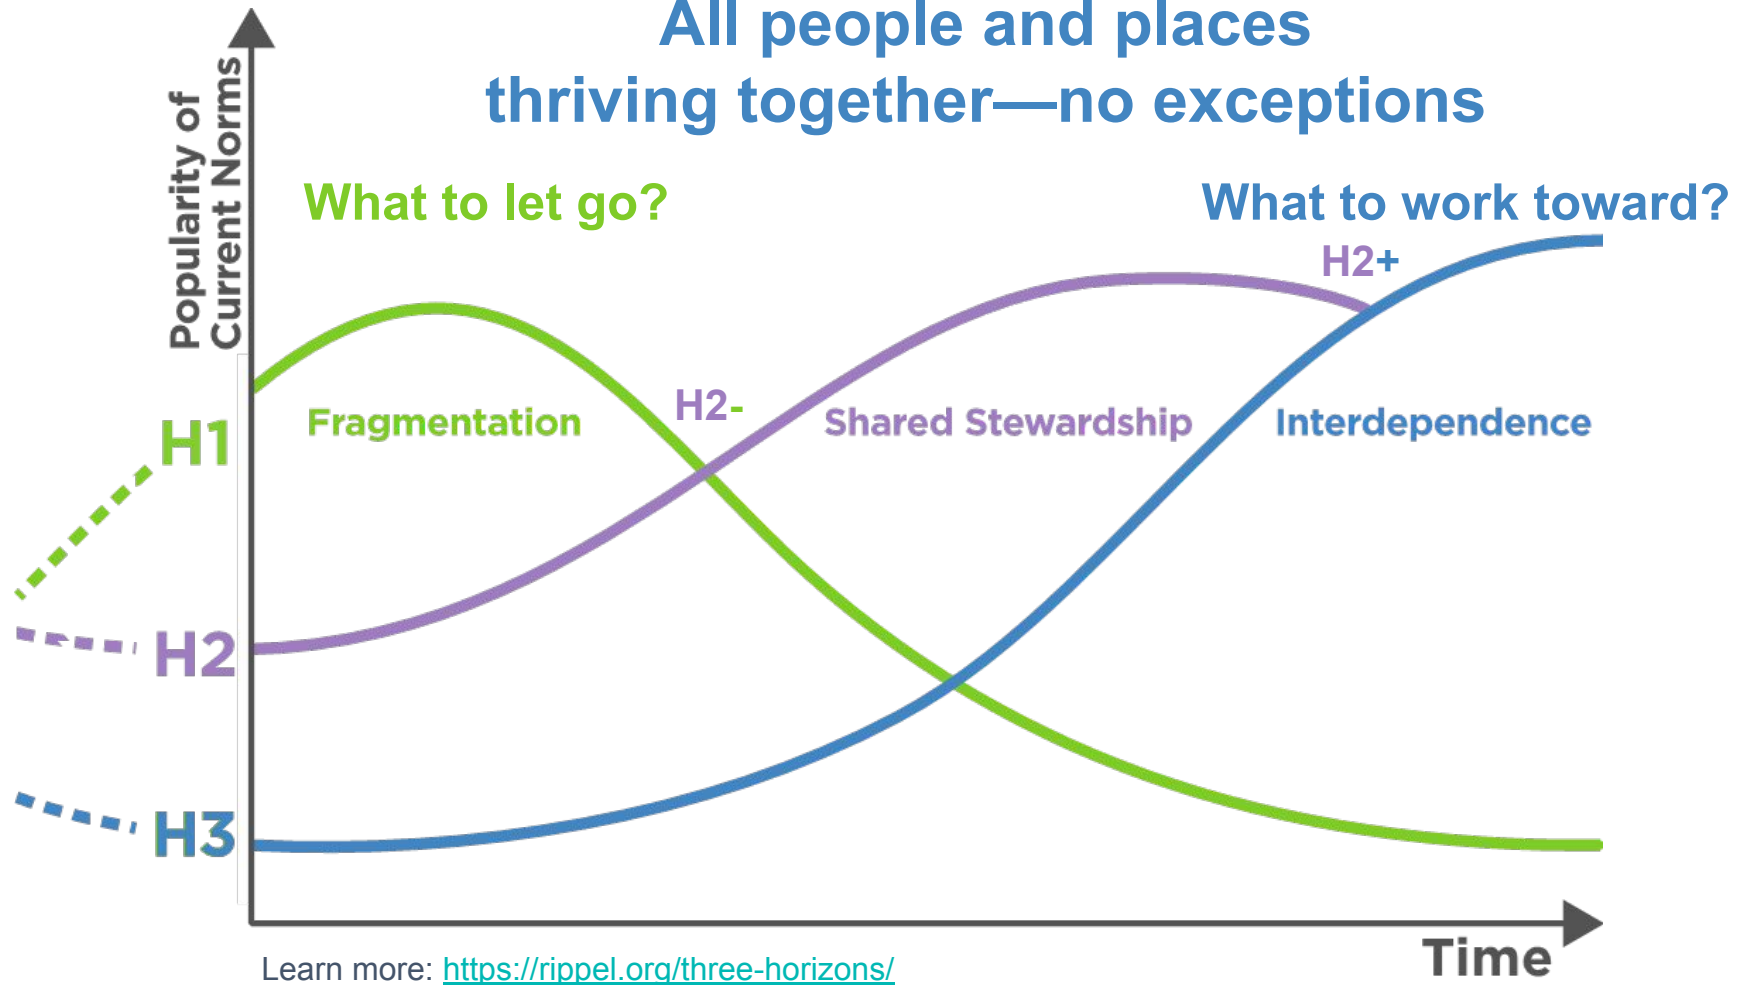 All people and places
thriving together—no exceptions
Popularity of
Current Norms
What to let go?
What to work toward?
H2+
H2-
Fragmentation
Shared Stewardship
Interdependence
H1
H2
H3
Time
Learn more: https://rippel.org/three-horizons/